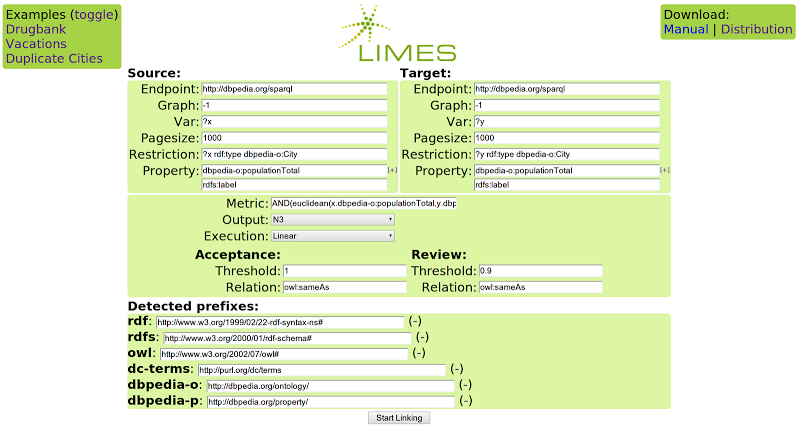 Examples (toggle)
Drugbank
Vacations
Duplicate Cities
LIMES
Download:
Manual | Distribution
Source:
Endpoint: http://dbpedia.org/sparql
Graph: -1
Var: ?x
Pagesize: 1000
Restriction: ?x rdf:type dbpedia-o:City
Property: dbpedia-o:populationTotal [+]
rdfs:label
Target:
Endpoint: http://dbpedia.org/sparql
Graph: -1
Var: ?y
Pagesize: 1000
Restriction: ?y rdf:type dbpedia-o:City
Property: dbpedia-o:populationTotal [+]
rdfs:label
Metric: AND(euclidean(x.dbpedia-o:populationTotal,y.dbp
Output: N3
Execution: Linear
Acceptance:
Threshold: 1
Relation: owl:sameAs
Review:
Threshold: 0.9
Relation: owl:sameAs
Detected prefixes:
rdf: http://www.w3.org/1999/02/22-rdf-syntax-ns# (-)
rdfs: http://www.w3.org/2000/01/rdf-schema# (-)
owl: http://www.w3.org/2002/07/owl# (-)
dc-terms: http://purl.org/dc/terms (-)
dbpedia-o: http://dbpedia.org/ontology/ (-)
dbpedia-p: http://dbpedia.org/property/ (-)
Start Linking